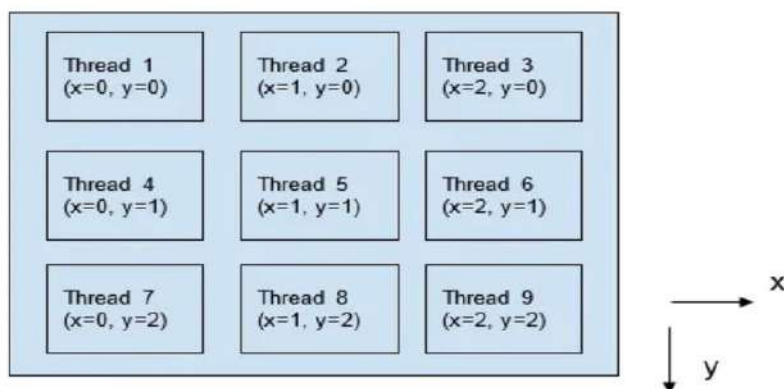 Thread 1
(x=0, y=0)
Thread 2
(x=1, y=0)
Thread 3
(x=2, y=0)
Thread 4
(x=0, y=1)
Thread 5
(x=1, y=1)
Thread 6
(x=2, y=1)
Thread 7
(x=0, y=2)
Thread 8
(x=1, y=2)
Thread 9
(x=2, y=2)
x
y